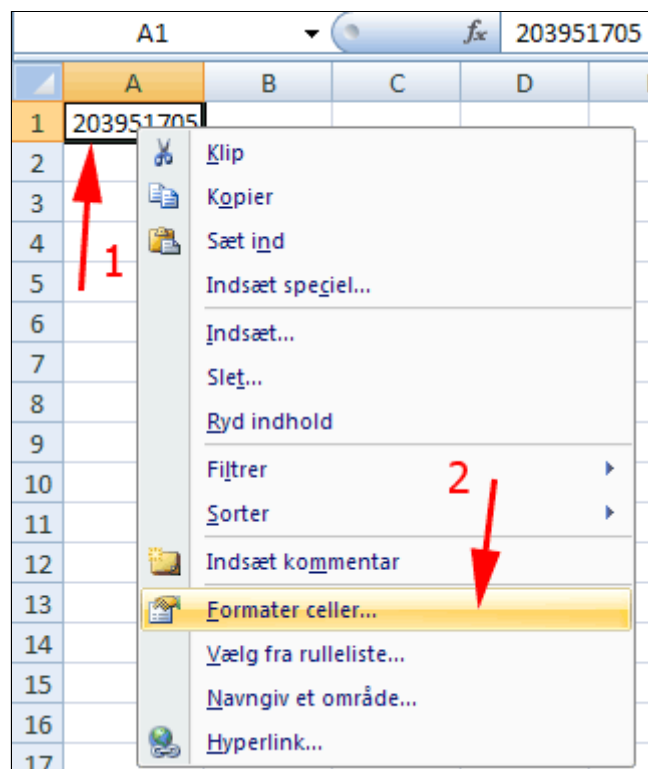 A1 fx 203951705
A B C D
1 203951705
2 Klip
3 Kopier
4 1 Sæt ind
5 Indsæt speciel...
6 Indsæt...
7 Slet...
8 Ryd indhold
9
10 Filtrer 2
11 Sorter
12 Indsæt kommentar
13 Formater celler...
14 Vælg fra rulleliste...
15 Navngiv et område...
16 Hyperlink...
17